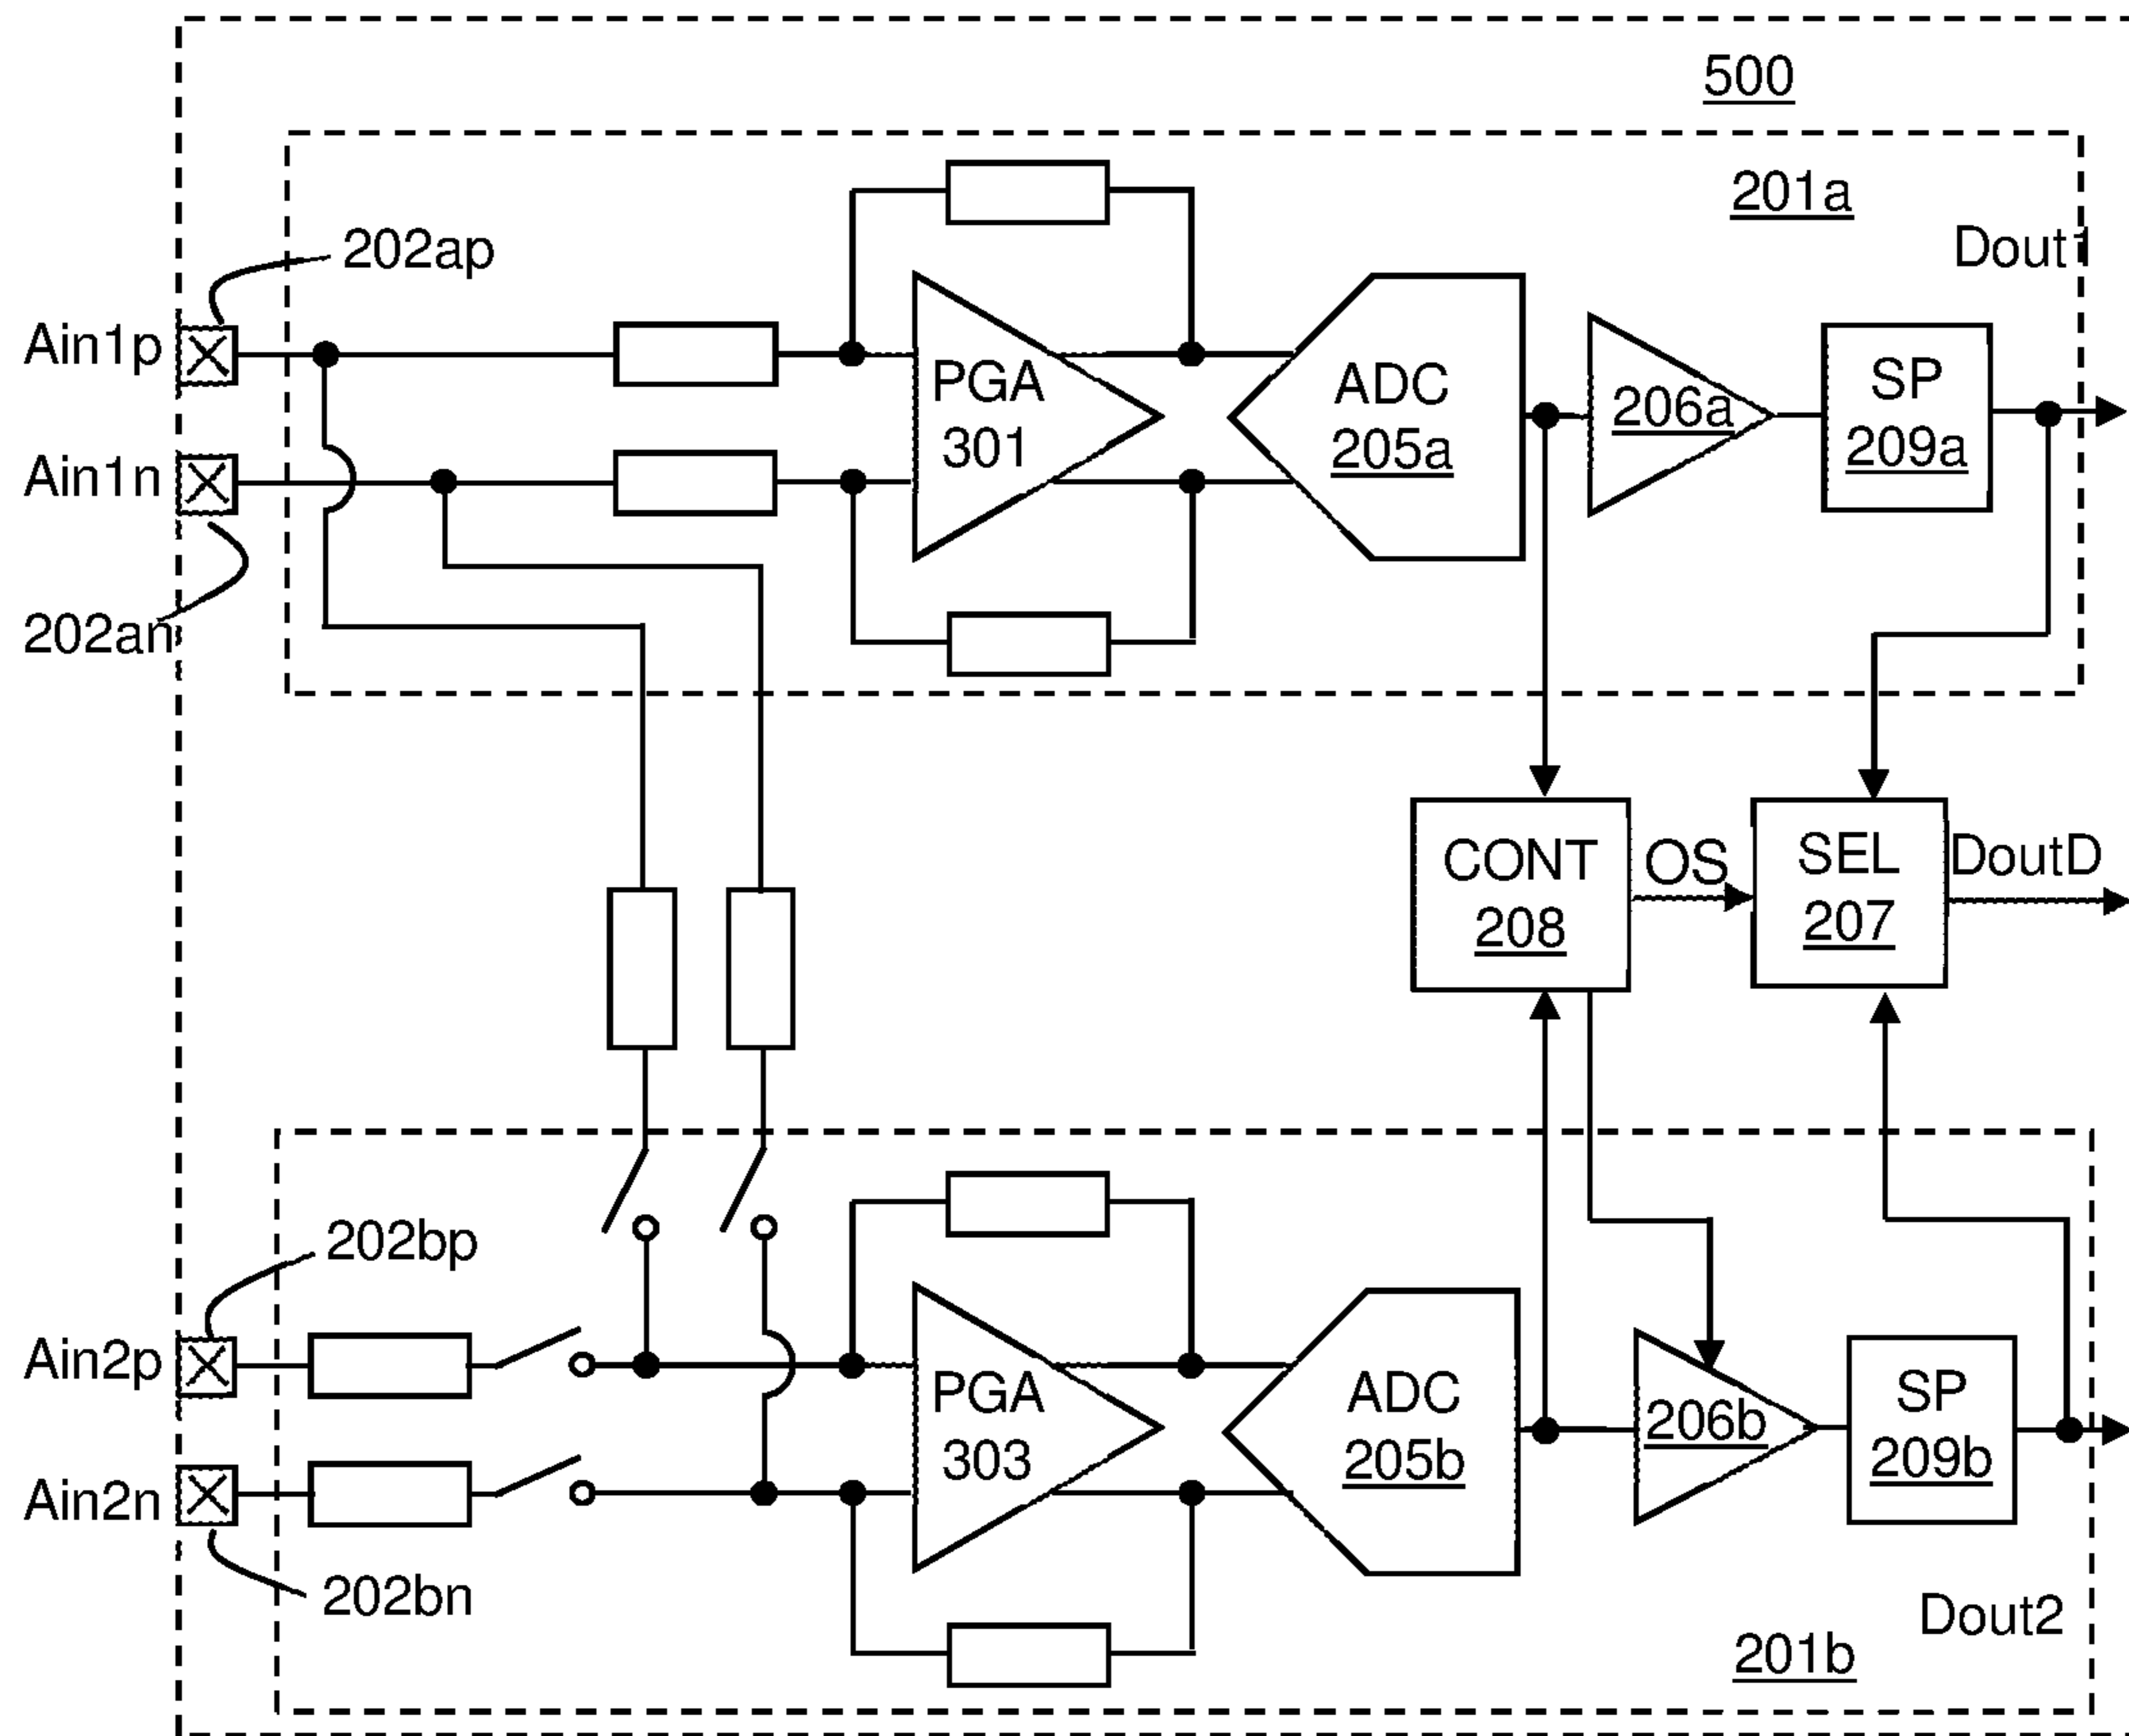 500
201a
Dout1
202ap
Ain1p
PGA
301
ADC
205a
206a
SP
209a
Ain1n
202an
CONT
208
OS
SEL
207
DoutD
202bp
Ain2p
PGA
303
ADC
205b
206b
SP
209b
Ain2n
202bn
Dout2
201b